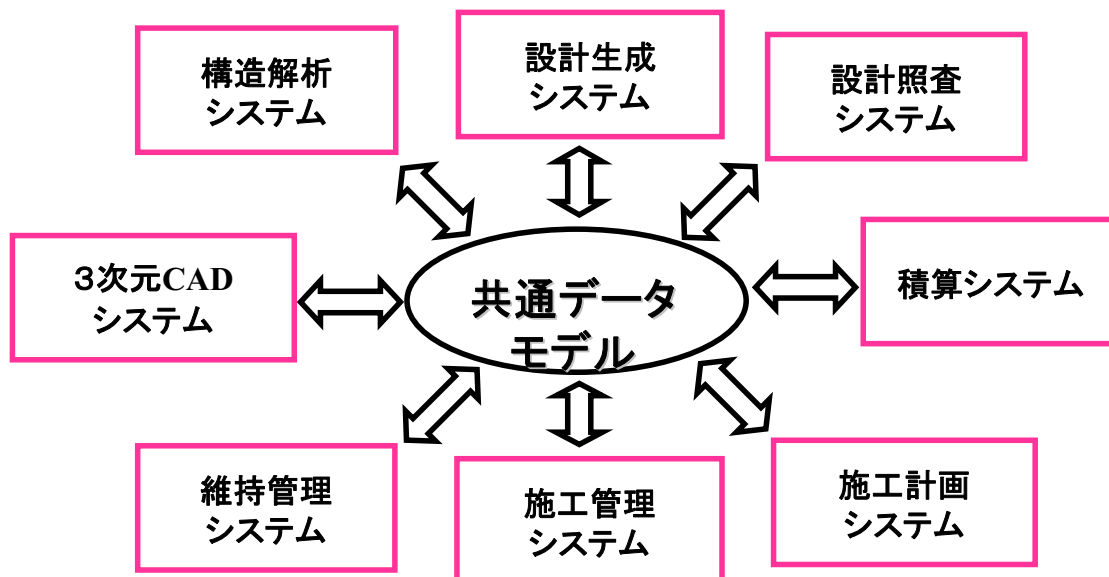 構造解析
システム
設計生成
システム
設計照査
システム
３次元CAD
システム
共通データ
モデル
積算システム
維持管理
システム
施工管理
システム
施工計画
システム